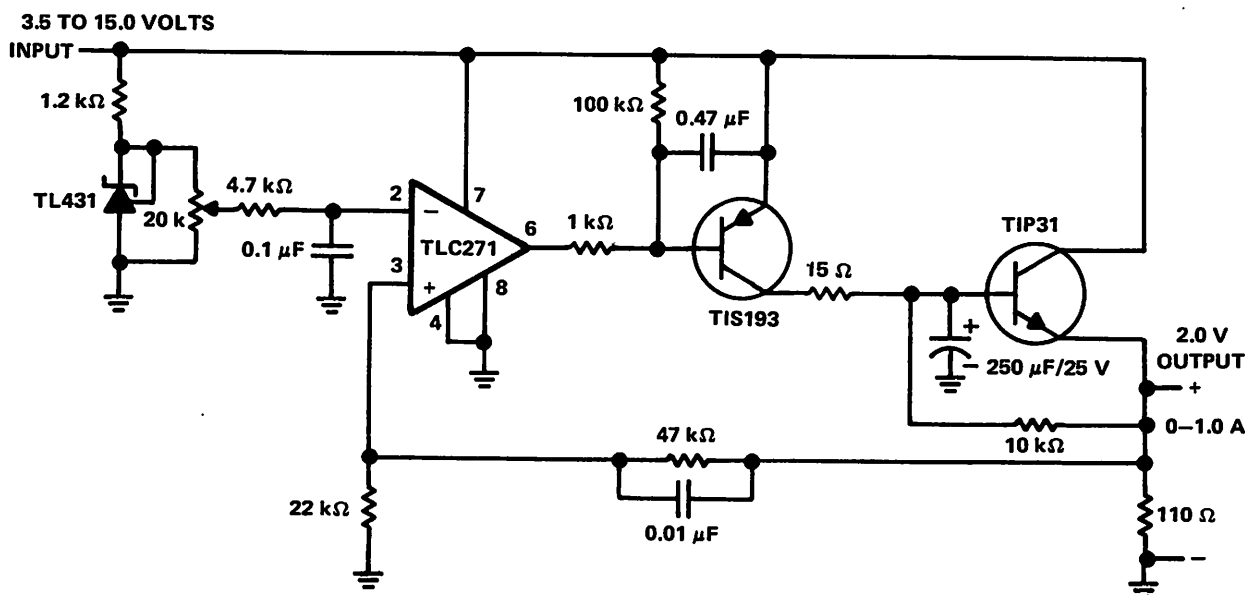 3.5 TO 15.0 VOLTS
INPUT
1.2 kΩ
100 kΩ
0.47 μF
TL431
20 k
4.7 kΩ
0.1 μF
2
−
7
TLC271
6
3
+
8
4
1 kΩ
TIS193
15 Ω
TIP31
+
− 250 μF/25 V
2.0 V
OUTPUT
+
0–1.0 A
10 kΩ
47 kΩ
0.01 μF
22 kΩ
110 Ω
−